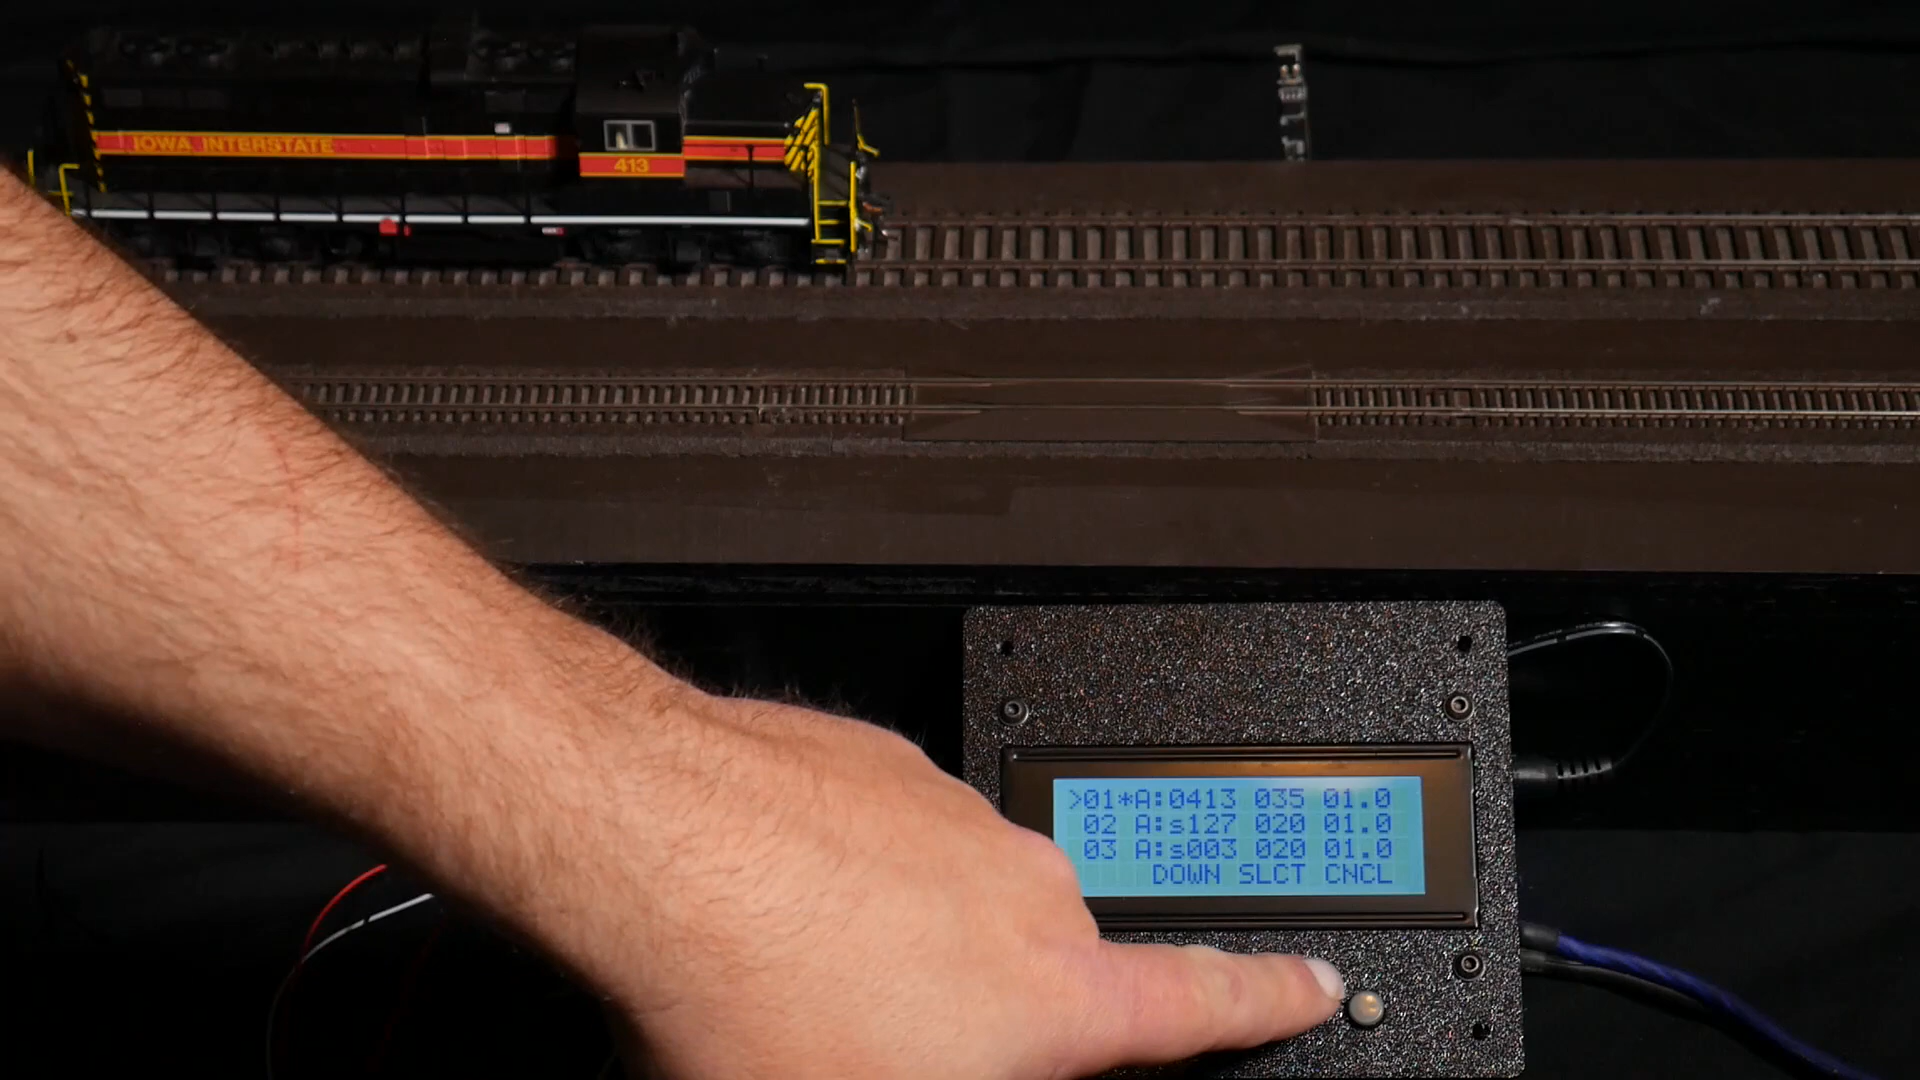 IOWA INTERSTATE
413
>01*A:0413 035 01.0
02 A:s127 020 01.0
03 A:s003 020 01.0
DOWN SLCT CNCL